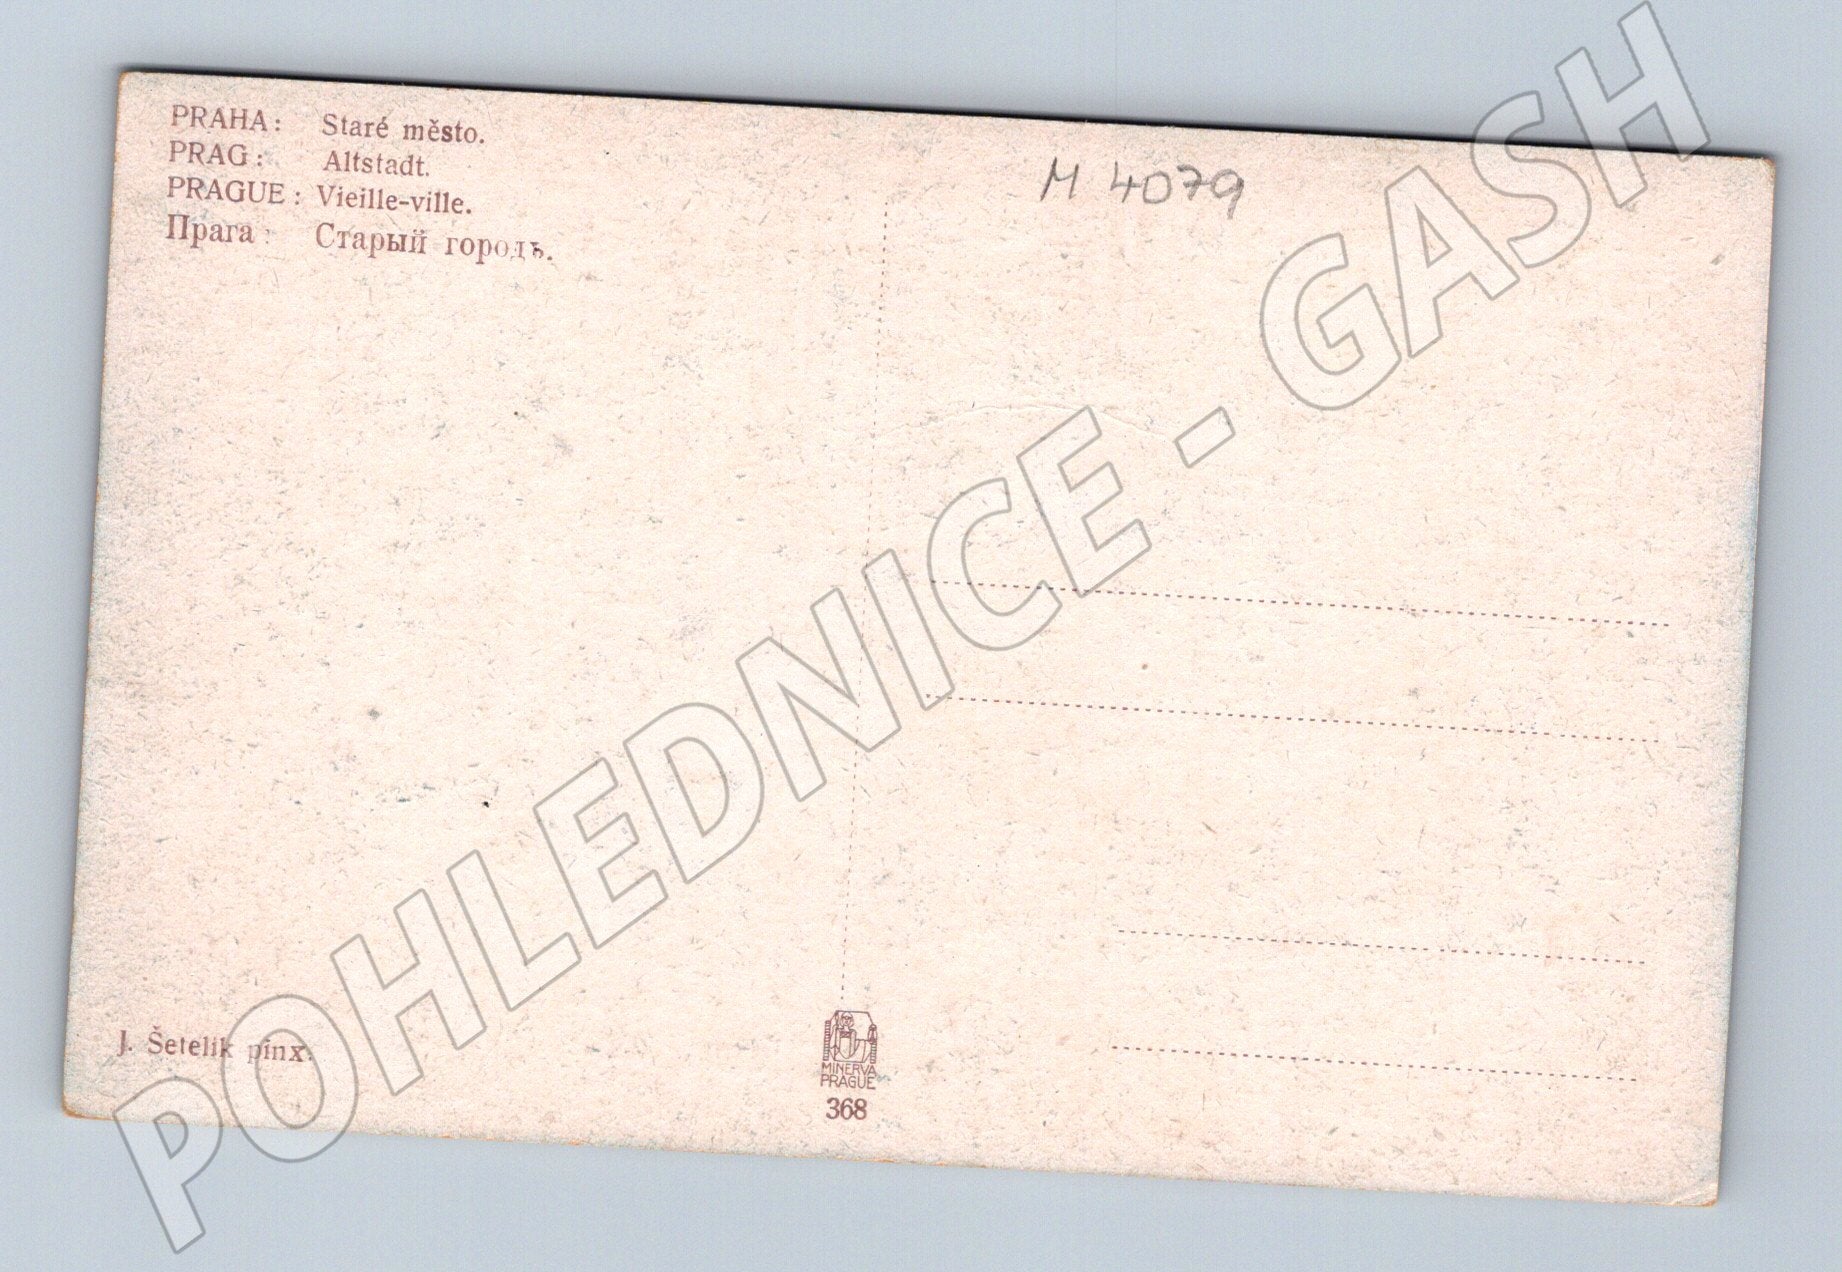 PRAHA: Staré město.
PRAG: Altstadt.
PRAGUE: Vieille-ville.
Прага: Старый городъ.
M 4079
J. Šetelík pinx.
MINERVA
PRAGUE
368
POHLEDNICE - GASH